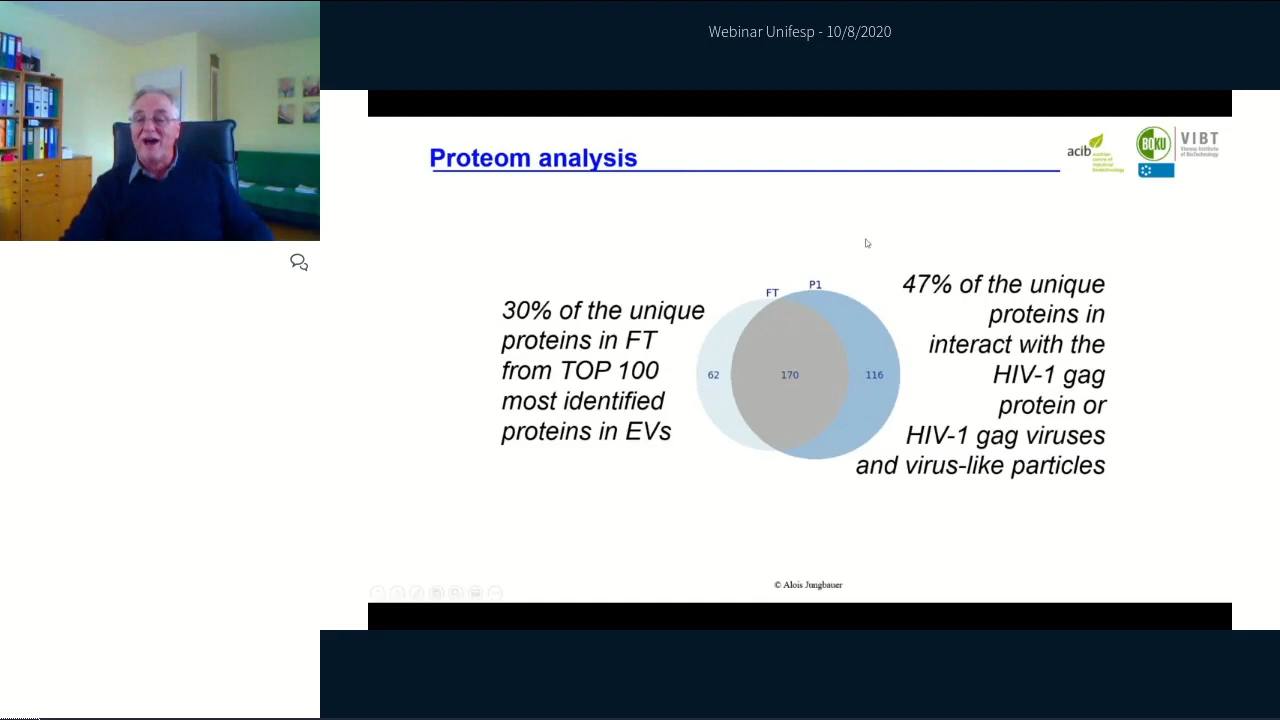 Webinar Unifesp - 10/8/2020
Proteom analysis
acib
austrian
centre of
industrial
biotechnology
BOKU
VIBT
Vienna Institute
of BioTechnology
30% of the unique
proteins in FT
from TOP 100
most identified
proteins in EVs
FT
P1
62
170
116
47% of the unique
proteins in
interact with the
HIV-1 gag
protein or
HIV-1 gag viruses
and virus-like particles
© Alois Jungbauer